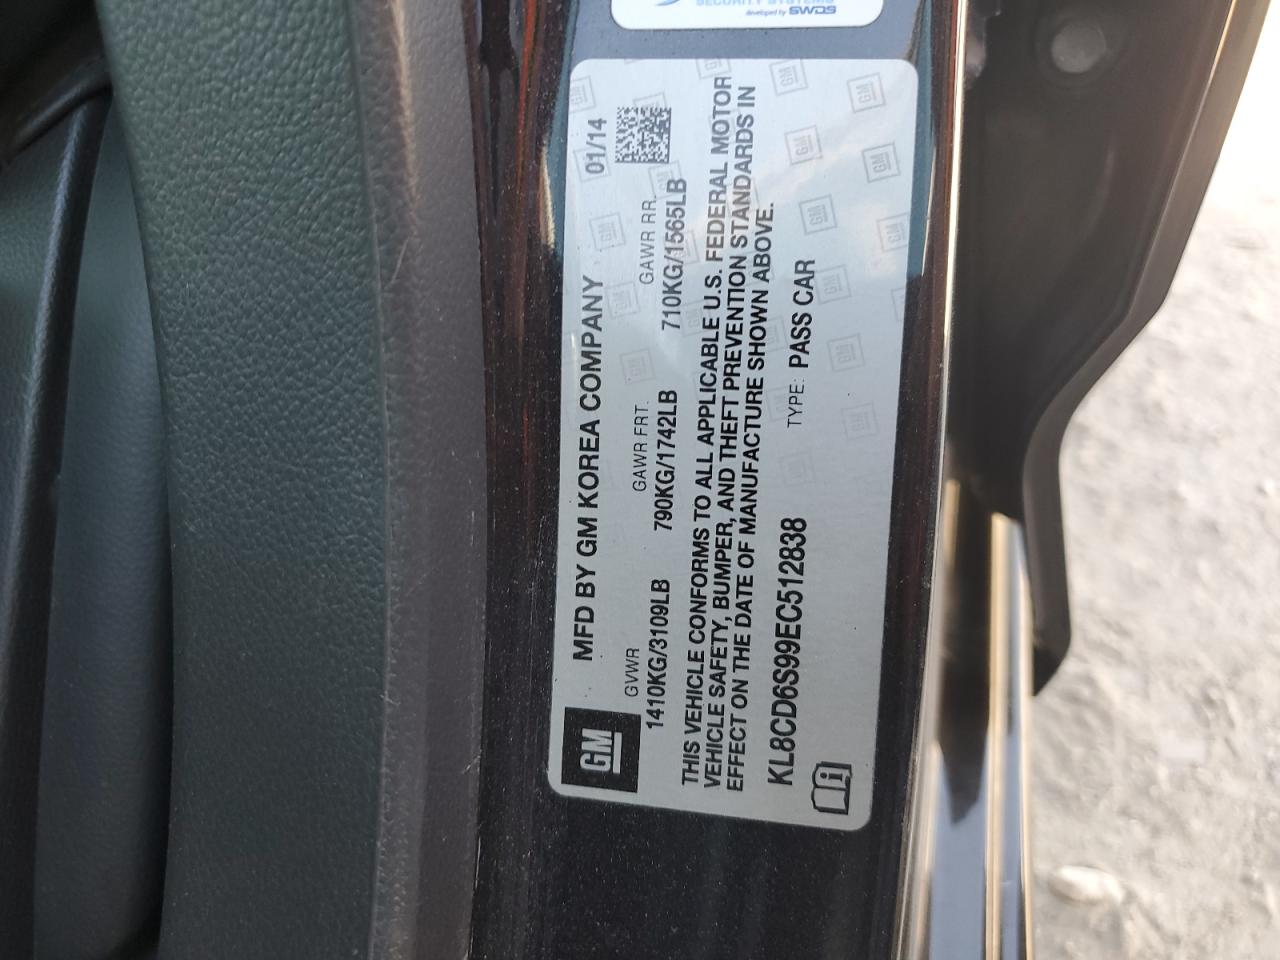 SECURITY SYSTEMS
developed by SWDS
MFD BY GM KOREA COMPANY 01/14
GM
GVWR GAWR FRT. GAWR RR.
1410KG/3109LB 790KG/1742LB 710KG/1565LB
THIS VEHICLE CONFORMS TO ALL APPLICABLE U.S. FEDERAL MOTOR
VEHICLE SAFETY, BUMPER, AND THEFT PREVENTION STANDARDS IN
EFFECT ON THE DATE OF MANUFACTURE SHOWN ABOVE.
KL8CD6S99EC512838 TYPE: PASS CAR